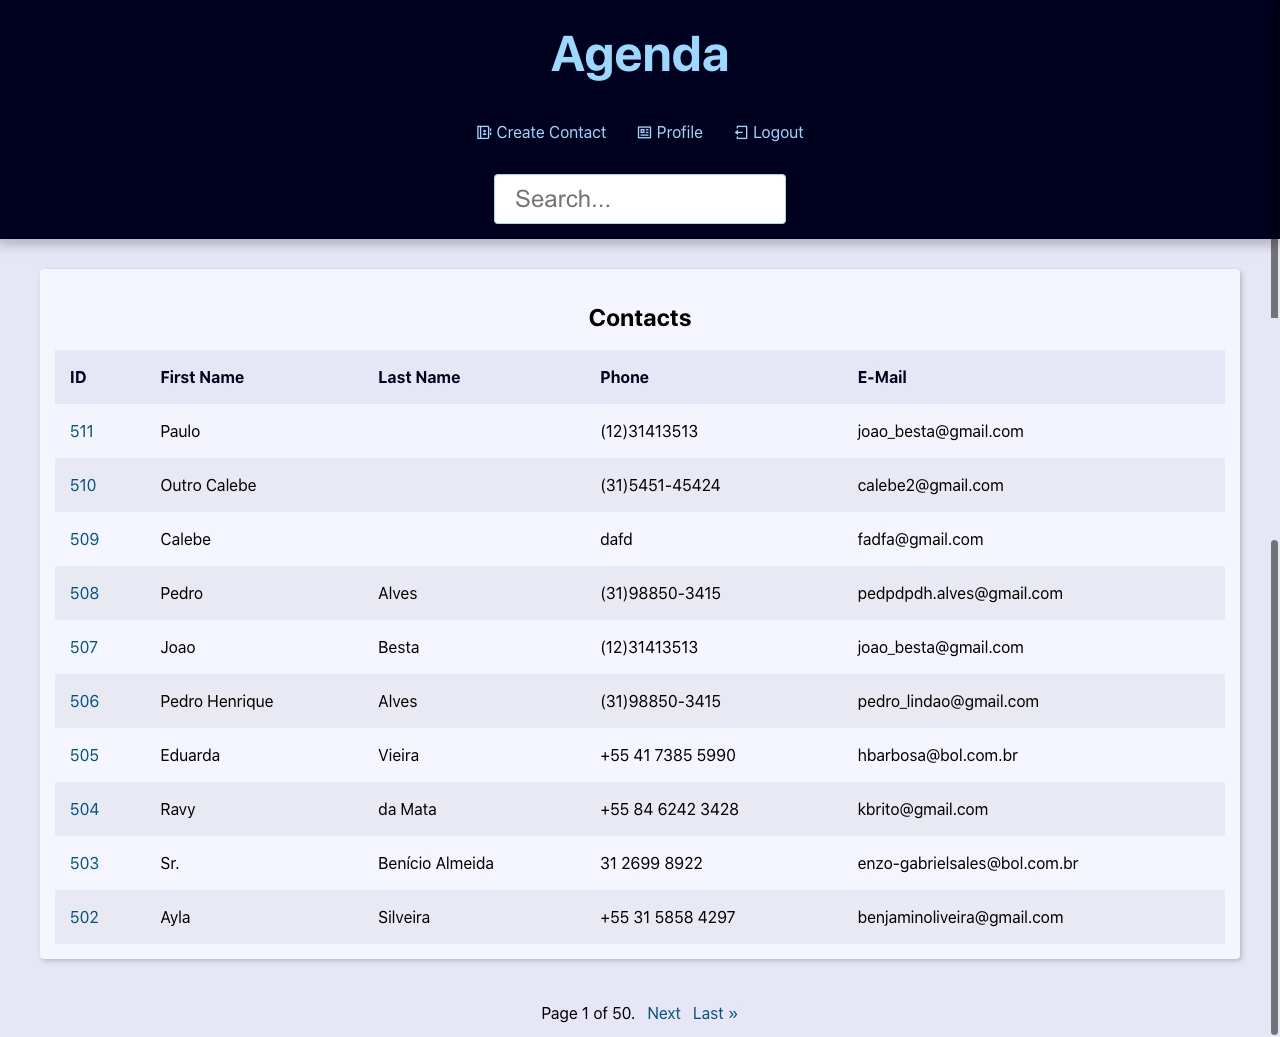 Agenda
Create Contact Profile Logout
Search...
Contacts
ID First Name Last Name Phone E-Mail
511 Paulo (12)31413513 joao_besta@gmail.com
510 Outro Calebe (31)5451-45424 calebe2@gmail.com
509 Calebe dafd fadfa@gmail.com
508 Pedro Alves (31)98850-3415 pedpdpdh.alves@gmail.com
507 Joao Besta (12)31413513 joao_besta@gmail.com
506 Pedro Henrique Alves (31)98850-3415 pedro_lindao@gmail.com
505 Eduarda Vieira +55 41 7385 5990 hbarbosa@bol.com.br
504 Ravy da Mata +55 84 6242 3428 kbrito@gmail.com
503 Sr. Benício Almeida 31 2699 8922 enzo-gabrielsales@bol.com.br
502 Ayla Silveira +55 31 5858 4297 benjaminoliveira@gmail.com
Page 1 of 50. Next Last »